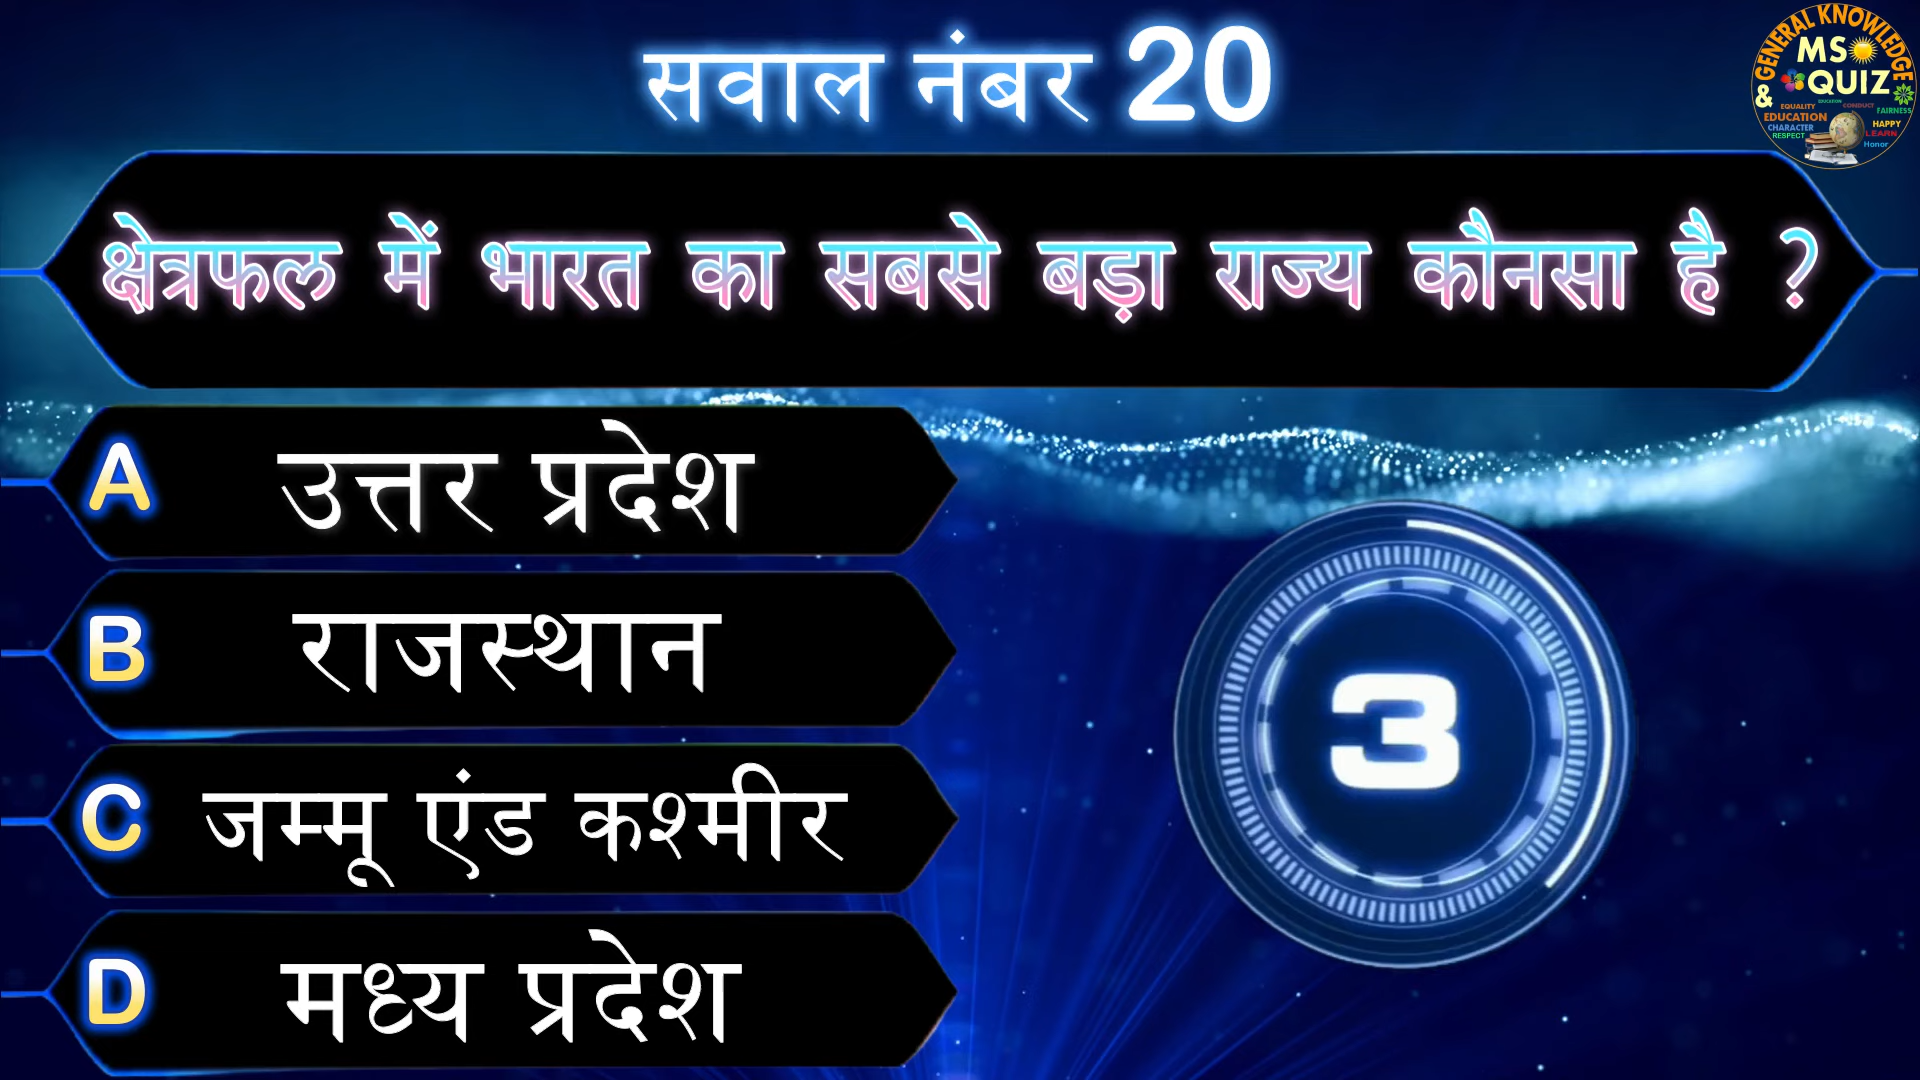 सवाल नंबर 20
GENERAL KNOWLEDGE
&
MS
QUIZ
EQUALITY EDUCATION CONDUCT FAIRNESS
EDUCATION
CHARACTER
RESPECT
HAPPY
LEARN
Honor
क्षेत्रफल में भारत का सबसे बड़ा राज्य कौनसा है ?
A उत्तर प्रदेश
B राजस्थान
3
C जम्मू एंड कश्मीर
D मध्य प्रदेश